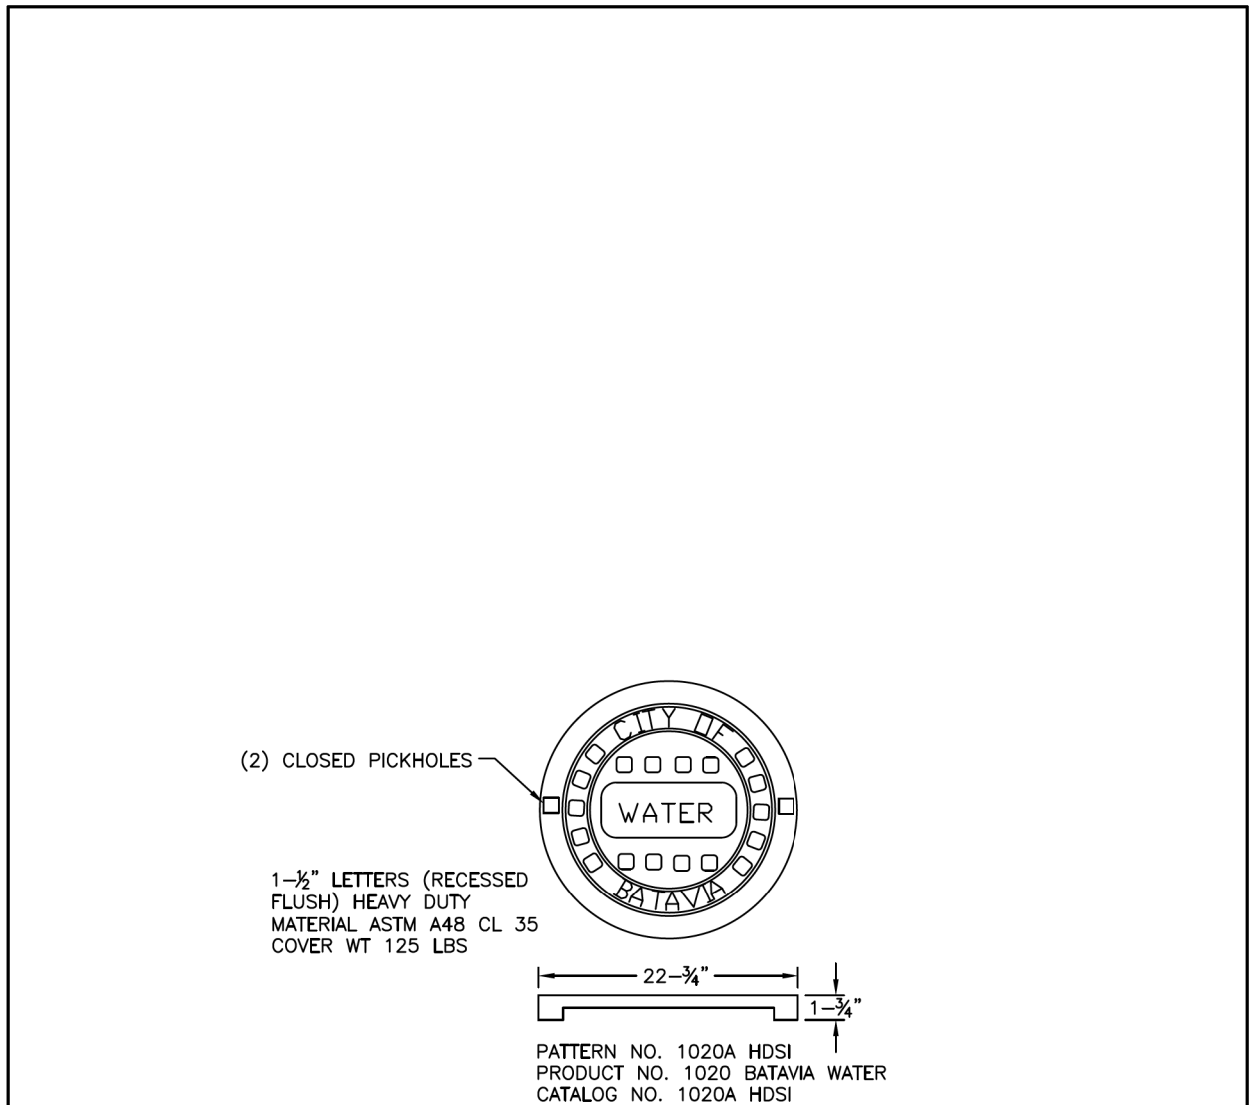 CITY OF
(2) CLOSED PICKHOLES
WATER
BATAVIA
1-½" LETTERS (RECESSED
FLUSH) HEAVY DUTY
MATERIAL ASTM A48 CL 35
COVER WT 125 LBS
22-¾"
1-¾"
PATTERN NO. 1020A HDSI
PRODUCT NO. 1020 BATAVIA WATER
CATALOG NO. 1020A HDSI